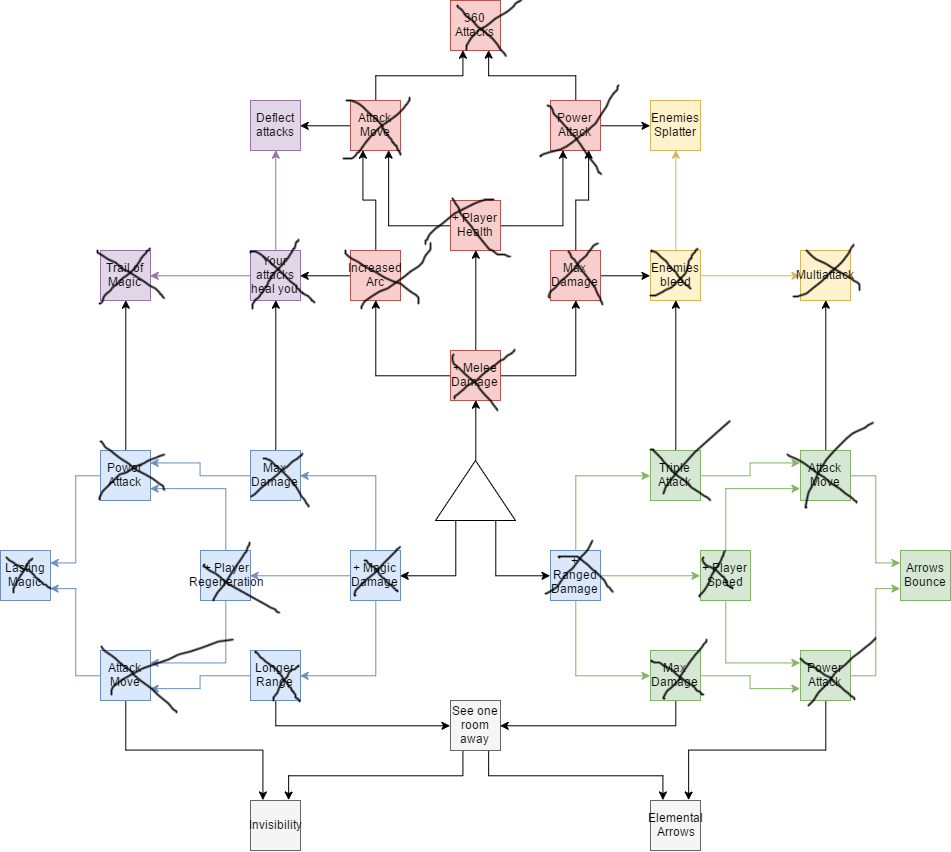 360
Attacks
Deflect
attacks
Attack
Move
Power
Attack
Enemies
Splatter
+ Player
Health
Trail of
Magic
Your
attacks
heal you
Increased
Arc
Max
Damage
Enemies
bleed
Multiattack
+ Melee
Damage
Power
Attack
Max
Damage
Triple
Attack
Attack
Move
Lasting
Magic
+ Player
Regeneration
+ Magic
Damage
+
Ranged
Damage
+ Player
Speed
Arrows
Bounce
Attack
Move
Longer
Range
Max
Damage
Power
Attack
See one
room
away
Invisibility
Elemental
Arrows